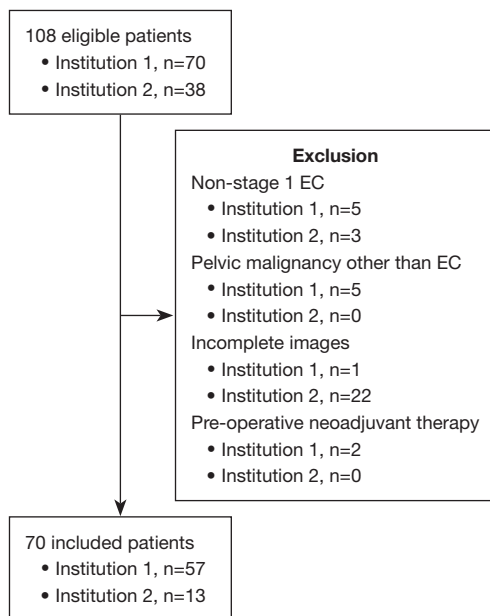 108 eligible patients
• Institution 1, n=70
• Institution 2, n=38
Exclusion
Non-stage 1 EC
• Institution 1, n=5
• Institution 2, n=3
Pelvic malignancy other than EC
• Institution 1, n=5
• Institution 2, n=0
Incomplete images
• Institution 1, n=1
• Institution 2, n=22
Pre-operative neoadjuvant therapy
• Institution 1, n=2
• Institution 2, n=0
70 included patients
• Institution 1, n=57
• Institution 2, n=13